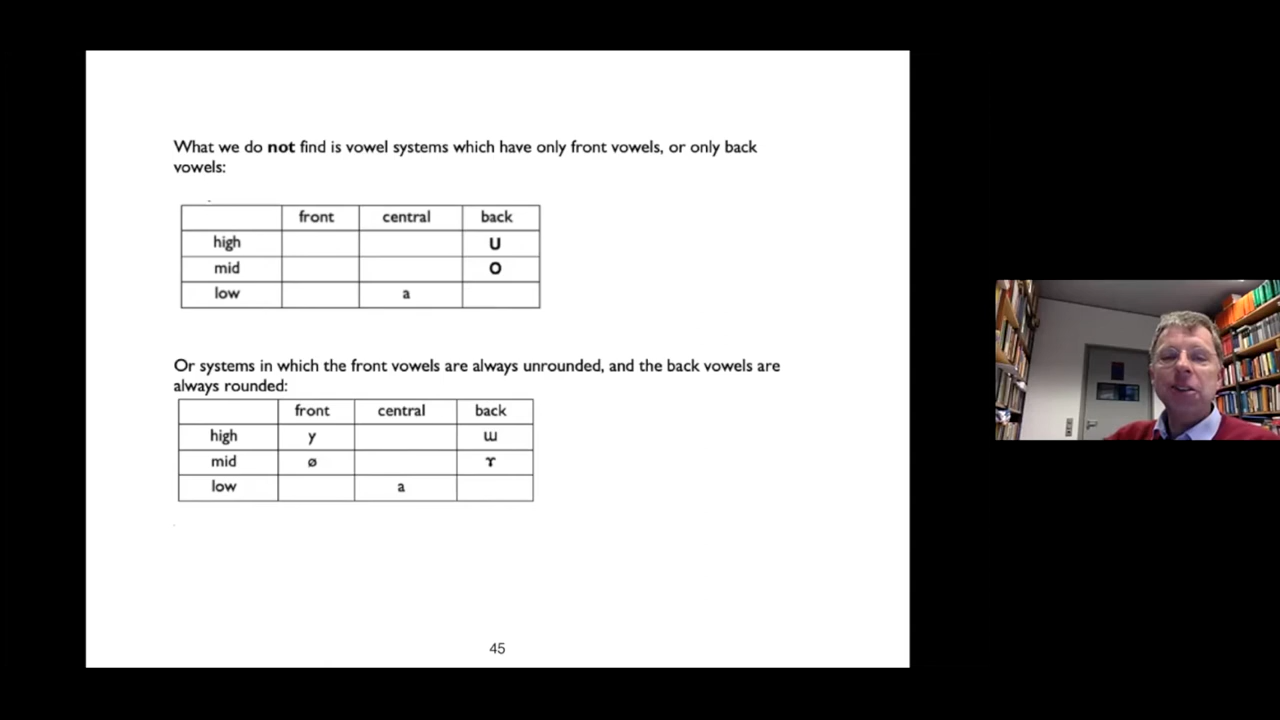 What we do not find is vowel systems which have only front vowels, or only back
vowels:
front central back
high U
mid O
low a
Or systems in which the front vowels are always unrounded, and the back vowels are
always rounded:
front central back
high y ɯ
mid ø ɤ
low a
45